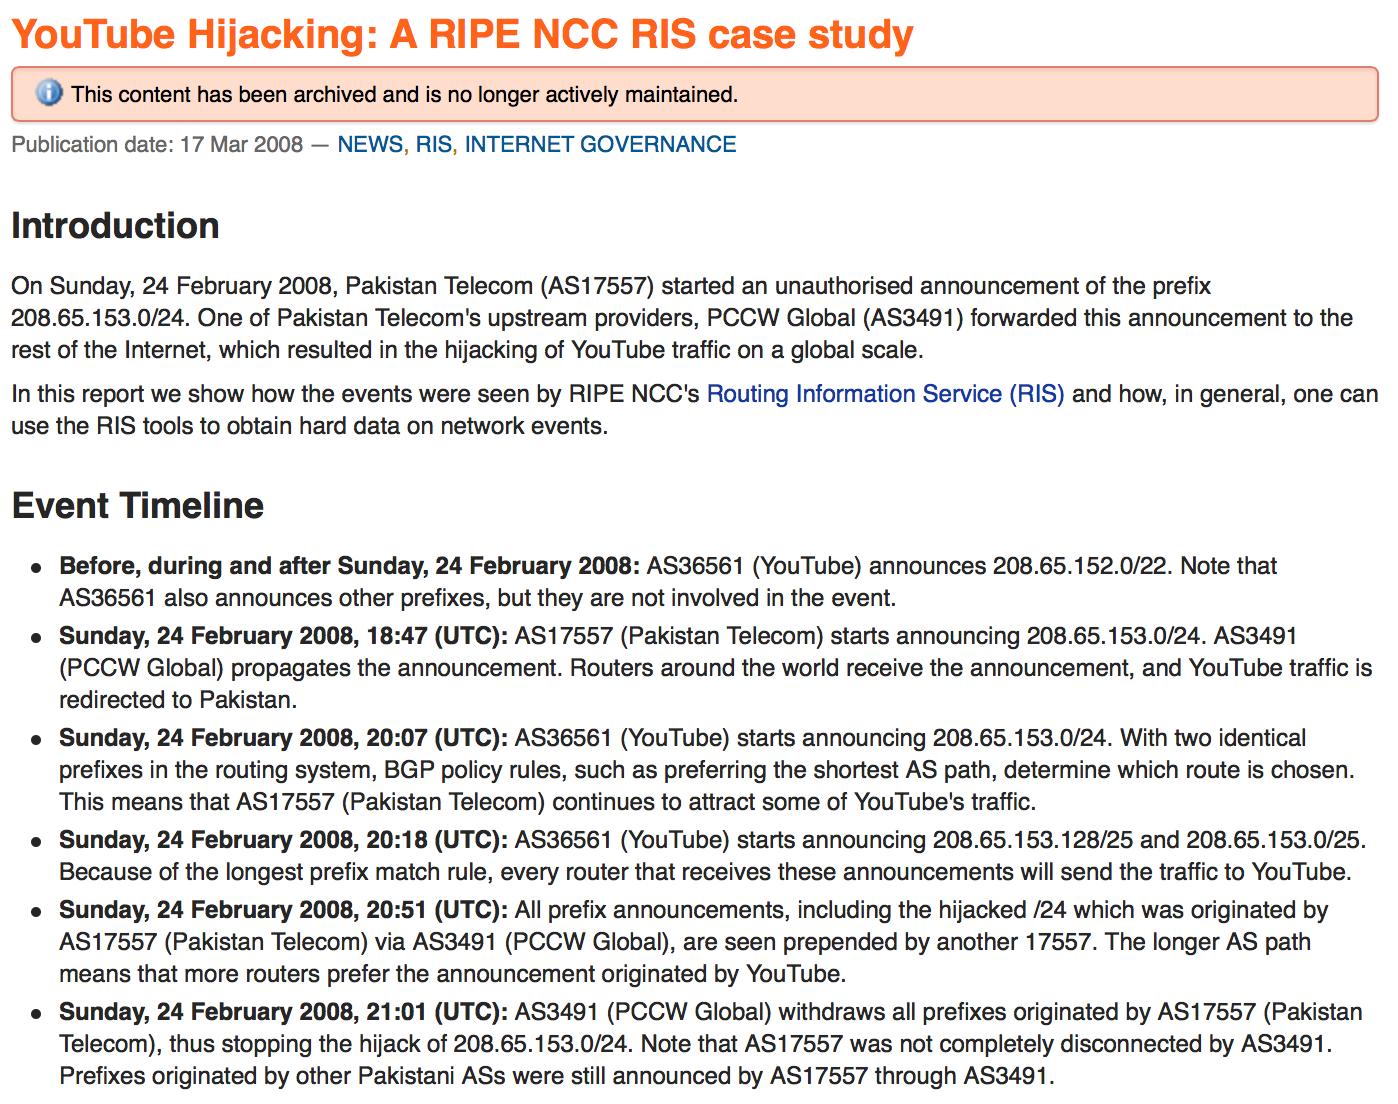 YouTube Hijacking: A RIPE NCC RIS case study
This content has been archived and is no longer actively maintained.
Publication date: 17 Mar 2008 — NEWS, RIS, INTERNET GOVERNANCE
Introduction
On Sunday, 24 February 2008, Pakistan Telecom (AS17557) started an unauthorised announcement of the prefix
208.65.153.0/24. One of Pakistan Telecom's upstream providers, PCCW Global (AS3491) forwarded this announcement to the
rest of the Internet, which resulted in the hijacking of YouTube traffic on a global scale.
In this report we show how the events were seen by RIPE NCC's Routing Information Service (RIS) and how, in general, one can
use the RIS tools to obtain hard data on network events.
Event Timeline
• Before, during and after Sunday, 24 February 2008: AS36561 (YouTube) announces 208.65.152.0/22. Note that
AS36561 also announces other prefixes, but they are not involved in the event.
• Sunday, 24 February 2008, 18:47 (UTC): AS17557 (Pakistan Telecom) starts announcing 208.65.153.0/24. AS3491
(PCCW Global) propagates the announcement. Routers around the world receive the announcement, and YouTube traffic is
redirected to Pakistan.
• Sunday, 24 February 2008, 20:07 (UTC): AS36561 (YouTube) starts announcing 208.65.153.0/24. With two identical
prefixes in the routing system, BGP policy rules, such as preferring the shortest AS path, determine which route is chosen.
This means that AS17557 (Pakistan Telecom) continues to attract some of YouTube's traffic.
• Sunday, 24 February 2008, 20:18 (UTC): AS36561 (YouTube) starts announcing 208.65.153.128/25 and 208.65.153.0/25.
Because of the longest prefix match rule, every router that receives these announcements will send the traffic to YouTube.
• Sunday, 24 February 2008, 20:51 (UTC): All prefix announcements, including the hijacked /24 which was originated by
AS17557 (Pakistan Telecom) via AS3491 (PCCW Global), are seen prepended by another 17557. The longer AS path
means that more routers prefer the announcement originated by YouTube.
• Sunday, 24 February 2008, 21:01 (UTC): AS3491 (PCCW Global) withdraws all prefixes originated by AS17557 (Pakistan
Telecom), thus stopping the hijack of 208.65.153.0/24. Note that AS17557 was not completely disconnected by AS3491.
Prefixes originated by other Pakistani ASs were still announced by AS17557 through AS3491.